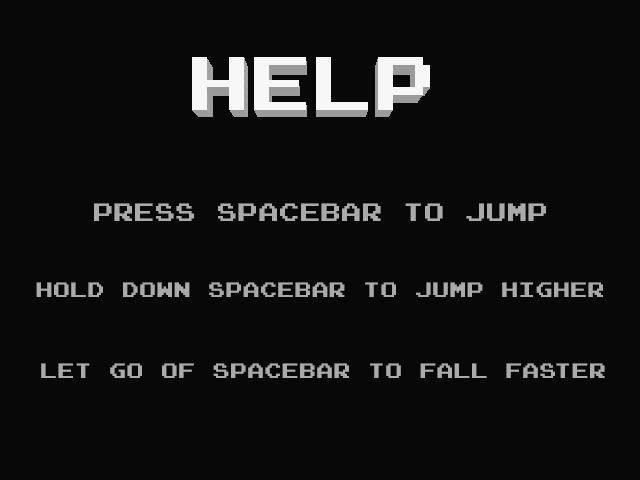 HELP
PRESS SPACEBAR TO JUMP
HOLD DOWN SPACEBAR TO JUMP HIGHER
LET GO OF SPACEBAR TO FALL FASTER